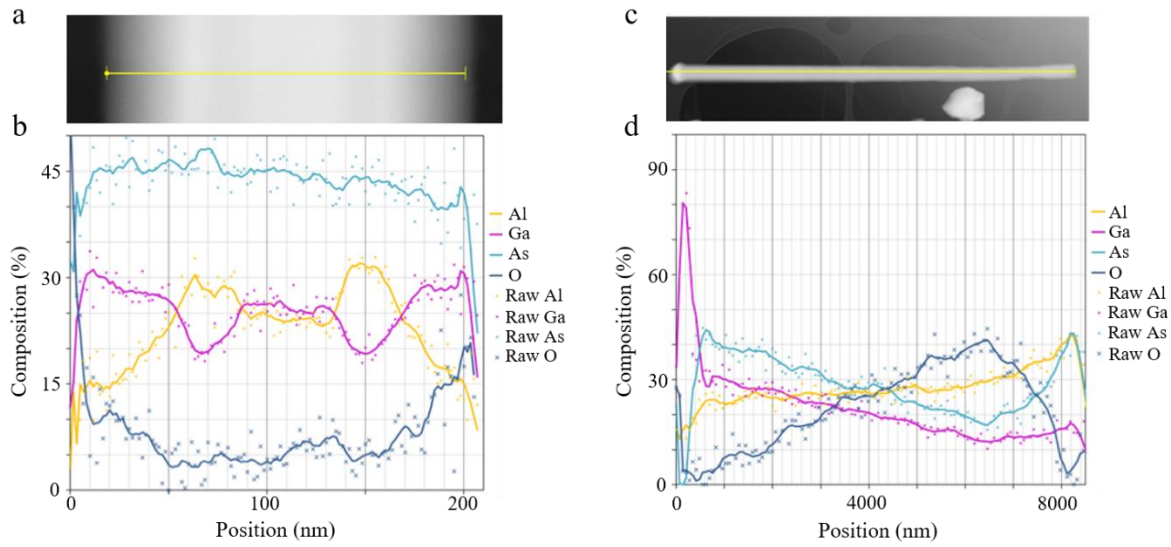 a
b
45
30
15
0
Composition (%)
0
100
200
Position (nm)
Al
Ga
As
O
Raw Al
Raw Ga
Raw As
Raw O
c
d
90
60
30
0
Composition (%)
0
4000
8000
Position (nm)
Al
Ga
As
O
Raw Al
Raw Ga
Raw As
Raw O